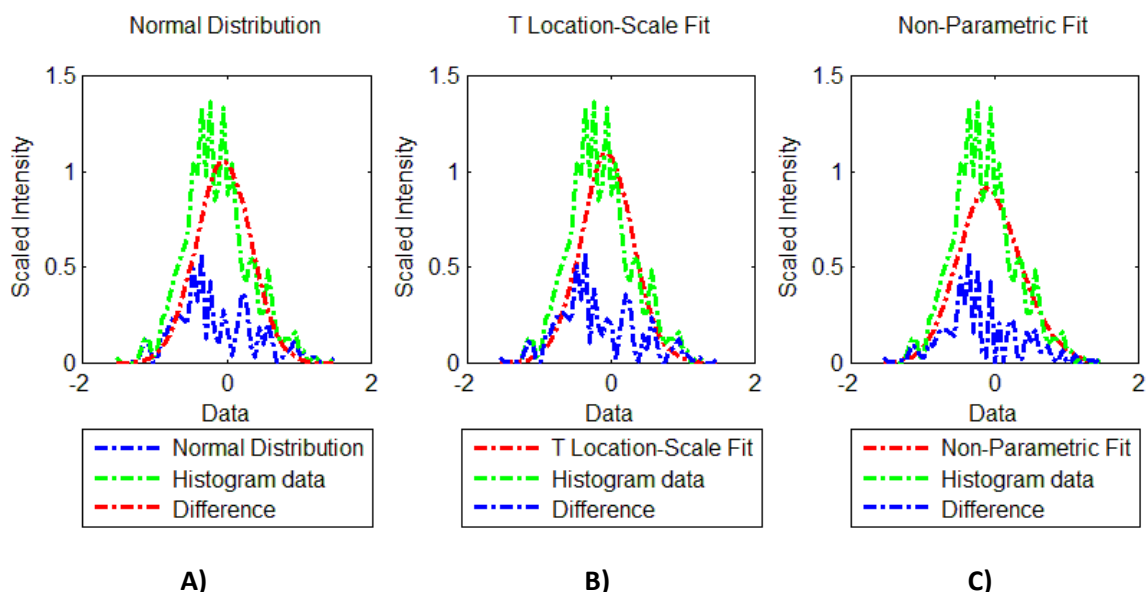 Normal Distribution
1.5
1
0.5
0
-2
0
2
Scaled Intensity
Data
Normal Distribution
Histogram data
Difference
A)
T Location-Scale Fit
1.5
1
0.5
0
-2
0
2
Scaled Intensity
Data
T Location-Scale Fit
Histogram data
Difference
B)
Non-Parametric Fit
1.5
1
0.5
0
-2
0
2
Scaled Intensity
Data
Non-Parametric Fit
Histogram data
Difference
C)